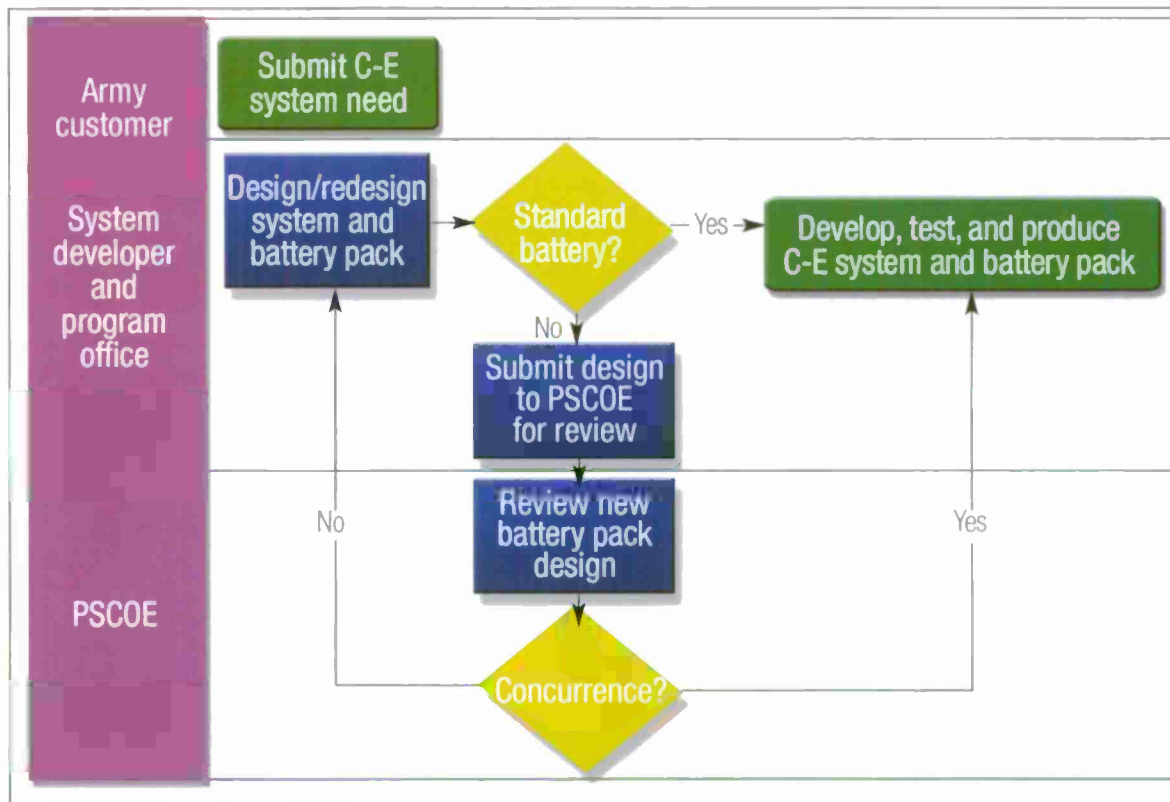 Army
customer
Submit C-E
system need
System
developer
and
program
office
Design/redesign
system and
battery pack
Standard
battery?
Yes
Develop, test, and produce
C-E system and battery pack
No
Submit design
to PSCOE
for review
PSCOE
Review new
battery pack
design
No
Yes
Concurrence?